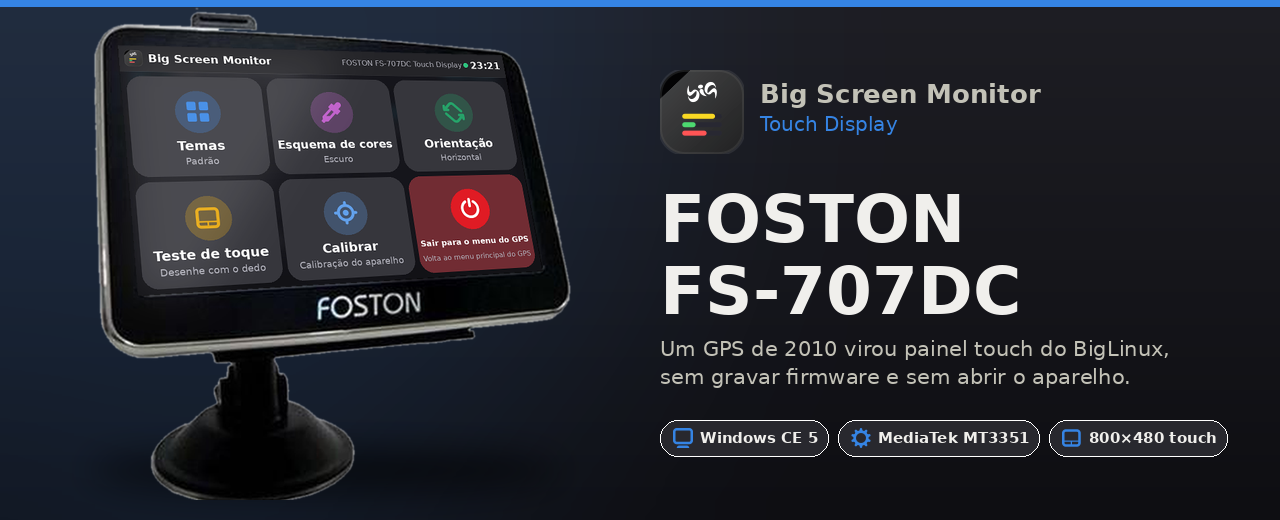 Big Screen Monitor
FOSTON FS-707DC Touch Display
23:21
Temas
Padrão
Esquema de cores
Escuro
Orientação
Horizontal
Teste de toque
Desenhe com o dedo
Calibrar
Calibração do aparelho
Sair para o menu do GPS
Volta ao menu principal do GPS
FOSTON
big
Big Screen Monitor
Touch Display
FOSTON
FS-707DC
Um GPS de 2010 virou painel touch do BigLinux,
sem gravar firmware e sem abrir o aparelho.
Windows CE 5
MediaTek MT3351
800×480 touch